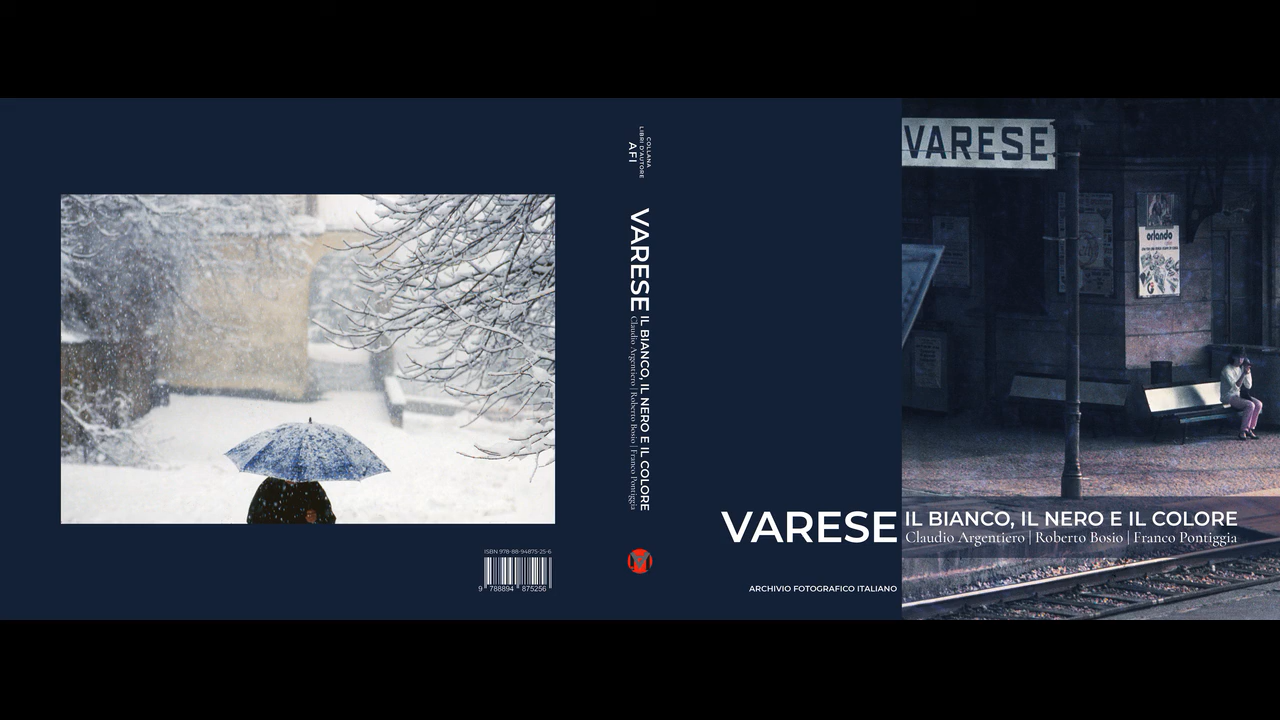 ISBN 978-88-94875-25-6
9 788894 875256
COLLANA
LIBRI D'AUTORE
AFI
VARESE IL BIANCO, IL NERO E IL COLORE
Claudio Argentiero | Roberto Bosio | Franco Pontiggia
VARESE
orlando
VARESE IL BIANCO, IL NERO E IL COLORE
Claudio Argentiero | Roberto Bosio | Franco Pontiggia
ARCHIVIO FOTOGRAFICO ITALIANO